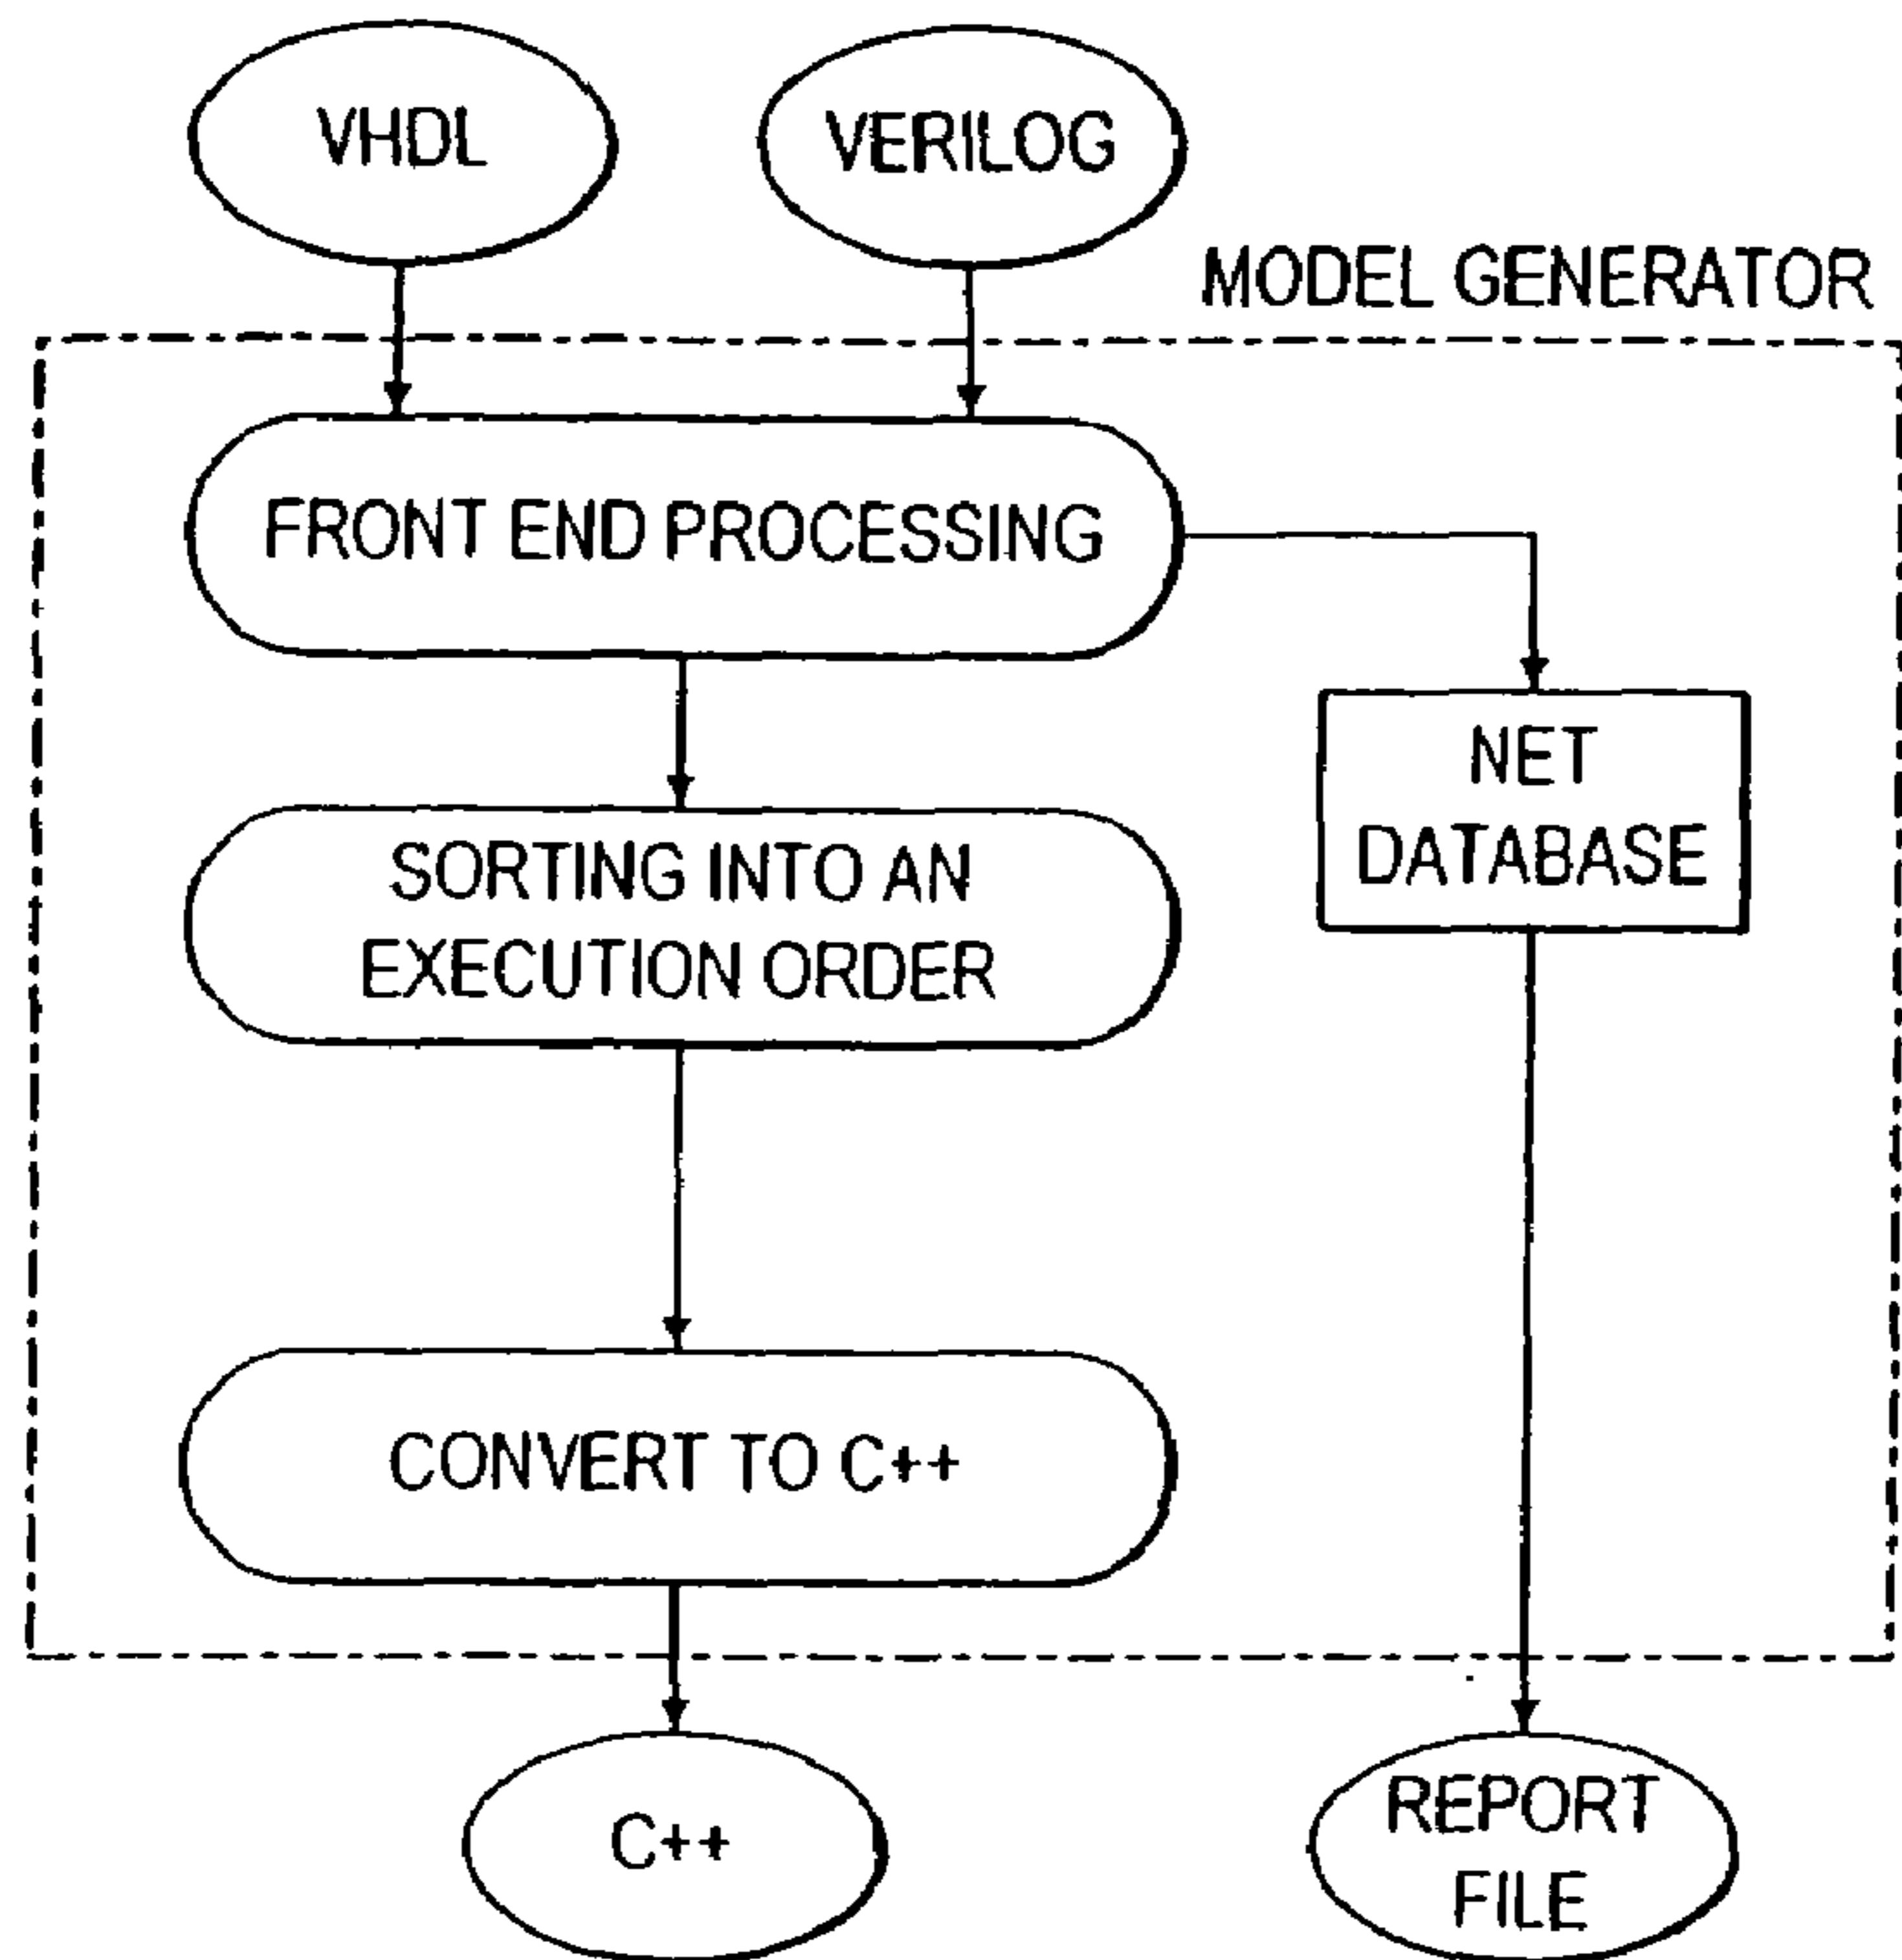 VHDL
VERILOG
MODEL GENERATOR
FRONT END PROCESSING
NET
DATABASE
SORTING INTO AN
EXECUTION ORDER
CONVERT TO C++
C++
REPORT
FILE